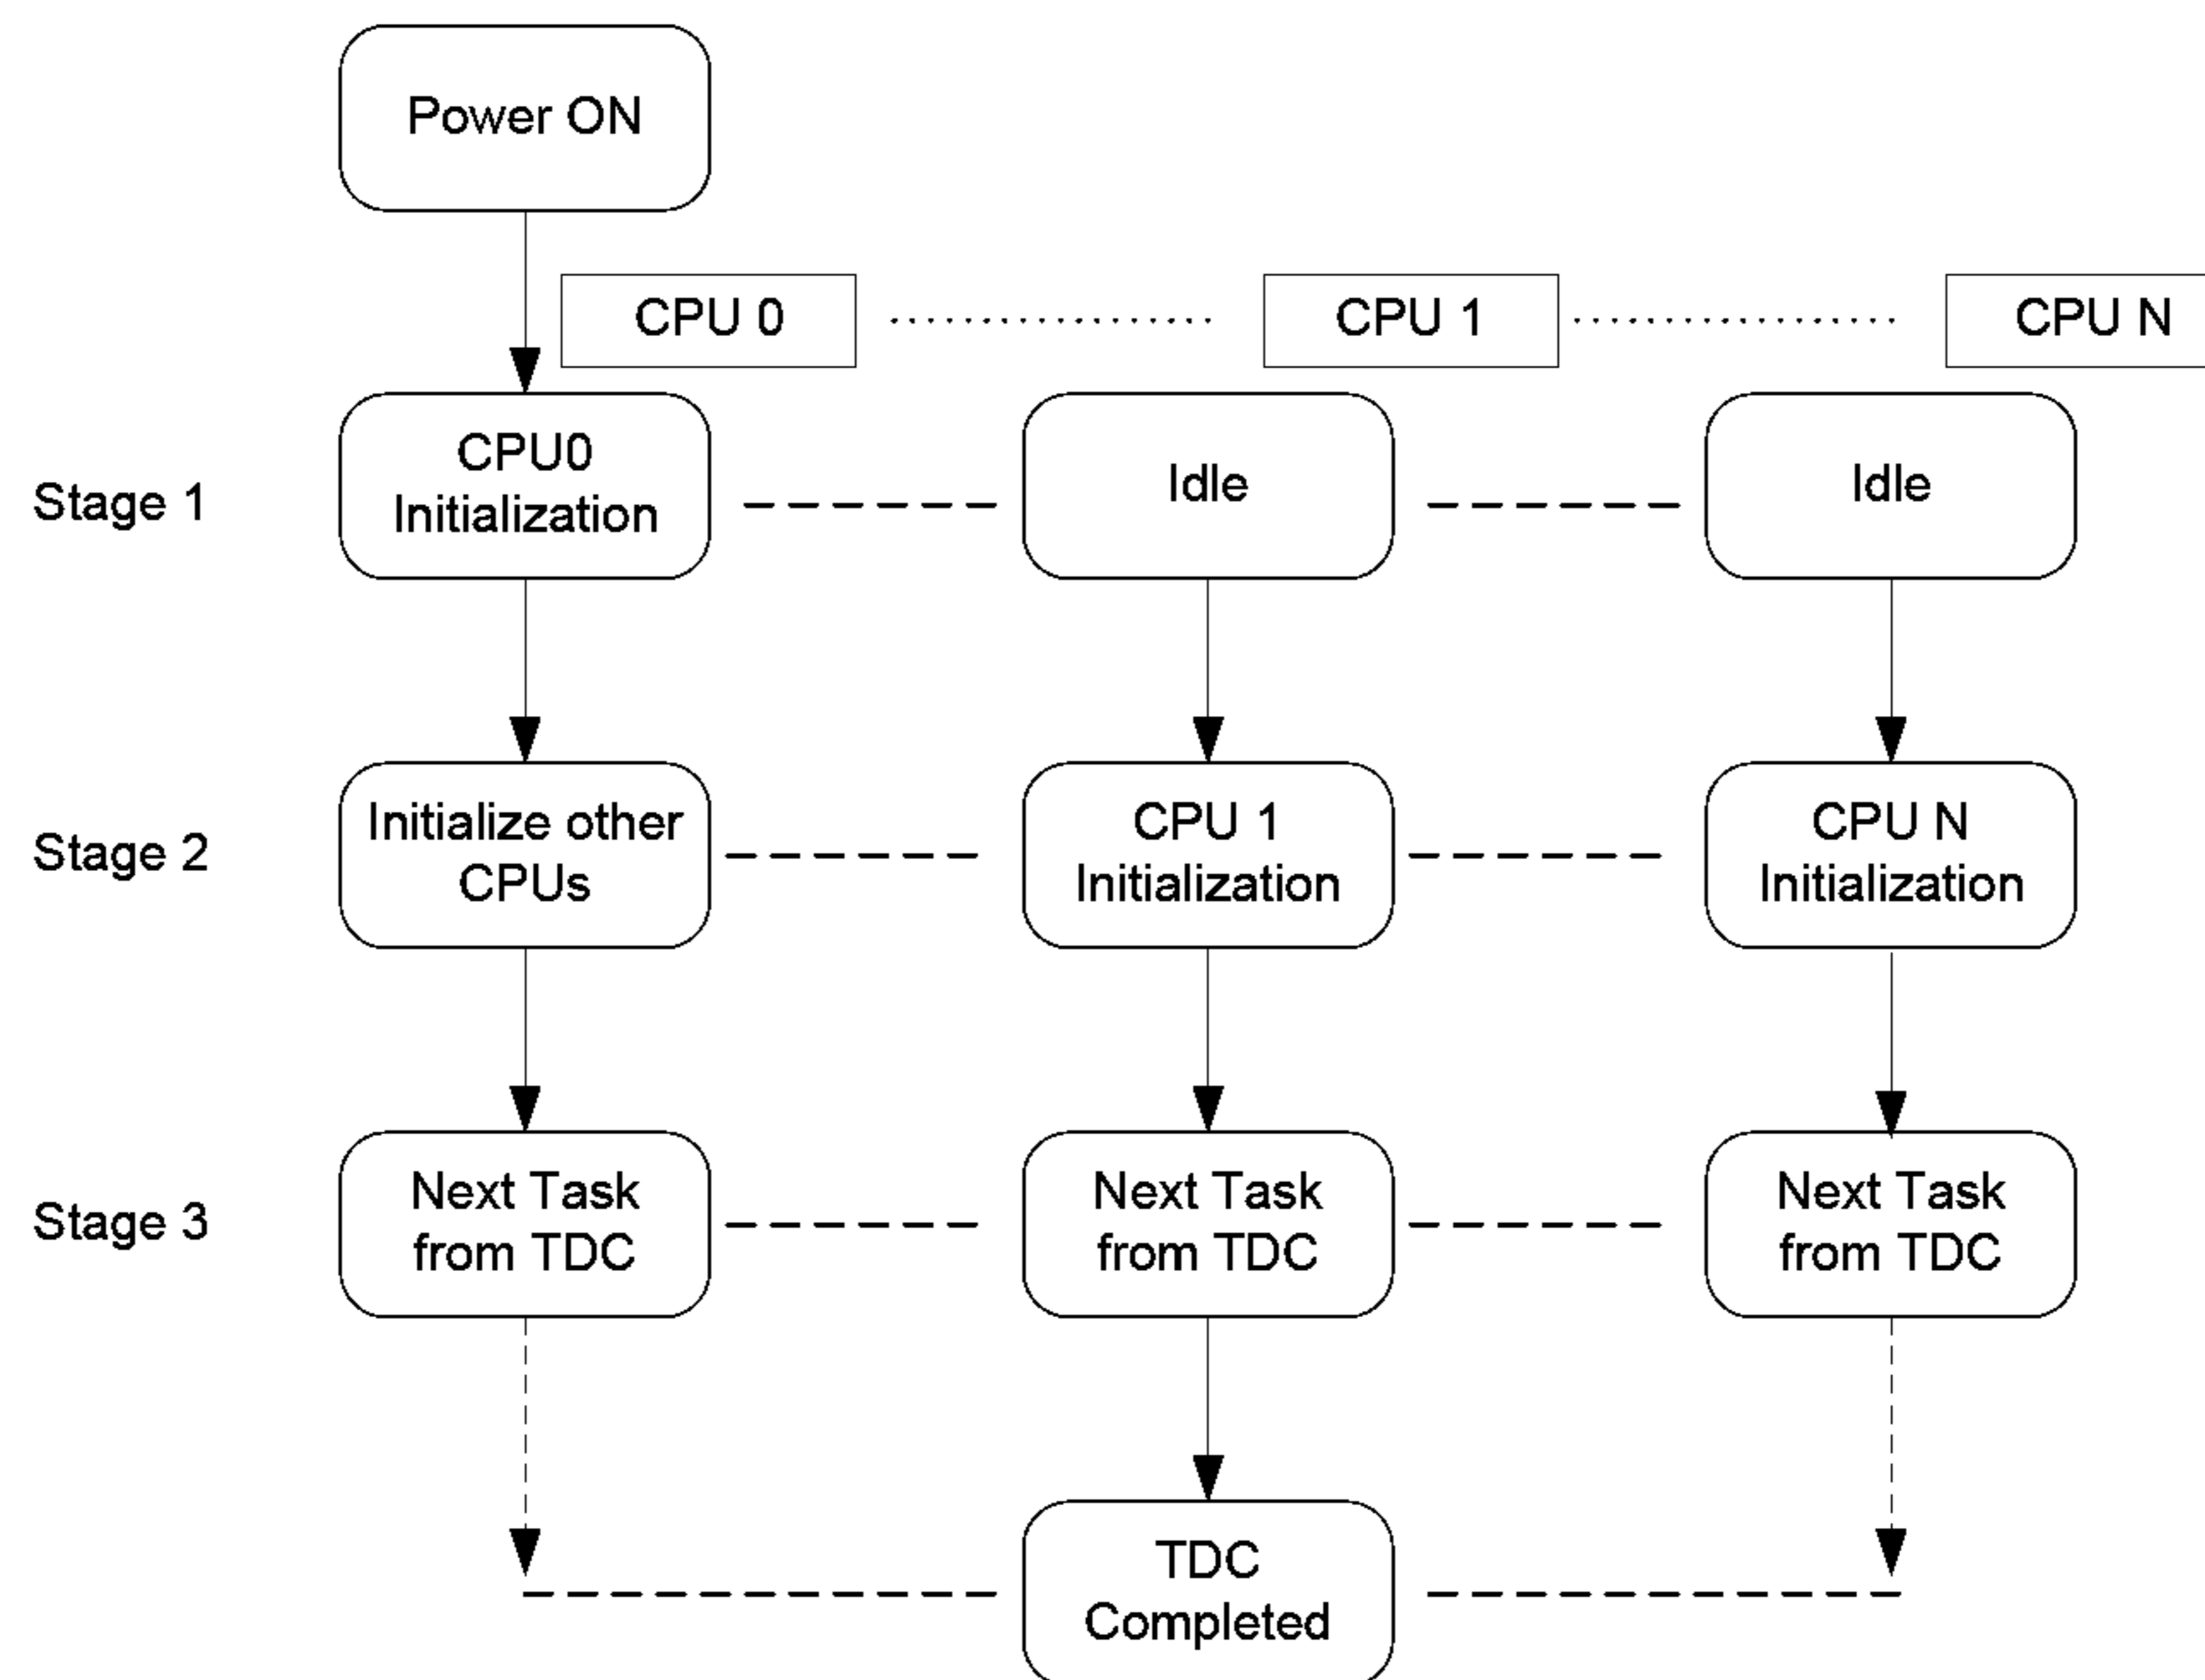 Power ON
CPU 0
CPU 1
CPU N
Stage 1
CPU0
Initialization
Idle
Idle
Stage 2
Initialize other
CPUs
CPU 1
Initialization
CPU N
Initialization
Stage 3
Next Task
from TDC
Next Task
from TDC
Next Task
from TDC
TDC
Completed